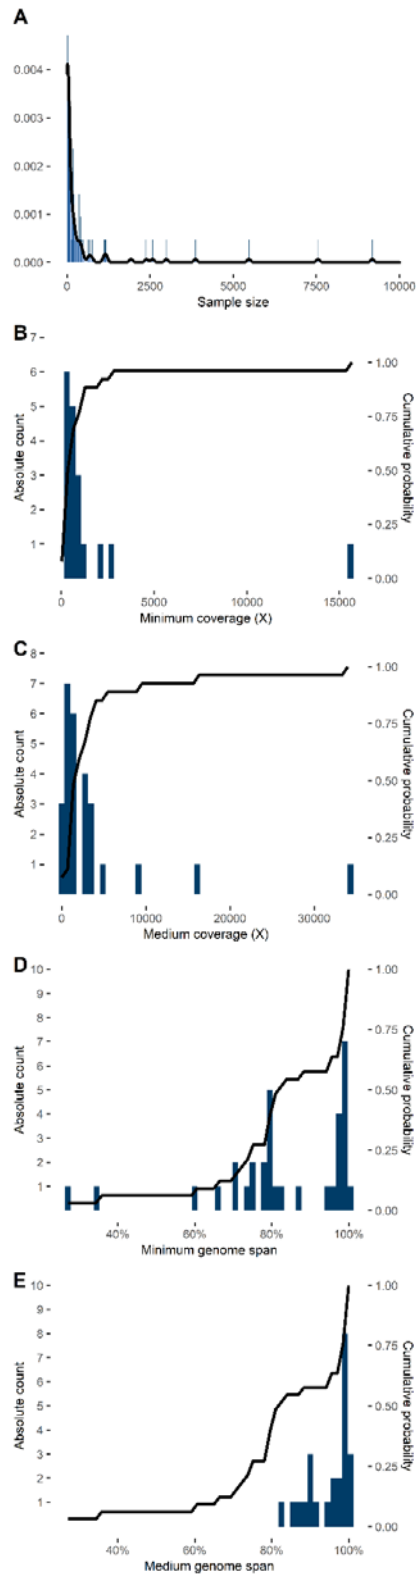 A
0.004
0.003
0.002
0.001
0.000
0 2500 5000 7500 10000
Sample size
B
7
6
5
4
3
2
1
Absolute count
1.00
0.75
0.50
0.25
0.00
Cumulative probability
0 5000 10000 15000
Minimum coverage (X)
C
8
7
6
5
4
3
2
1
Absolute count
1.00
0.75
0.50
0.25
0.00
Cumulative probability
0 10000 20000 30000
Medium coverage (X)
D
10
9
8
7
6
5
4
3
2
1
Absolute count
1.00
0.75
0.50
0.25
0.00
Cumulative probability
40% 60% 80% 100%
Minimum genome span
E
10
9
8
7
6
5
4
3
2
1
Absolute count
1.00
0.75
0.50
0.25
0.00
Cumulative probability
40% 60% 80% 100%
Medium genome span